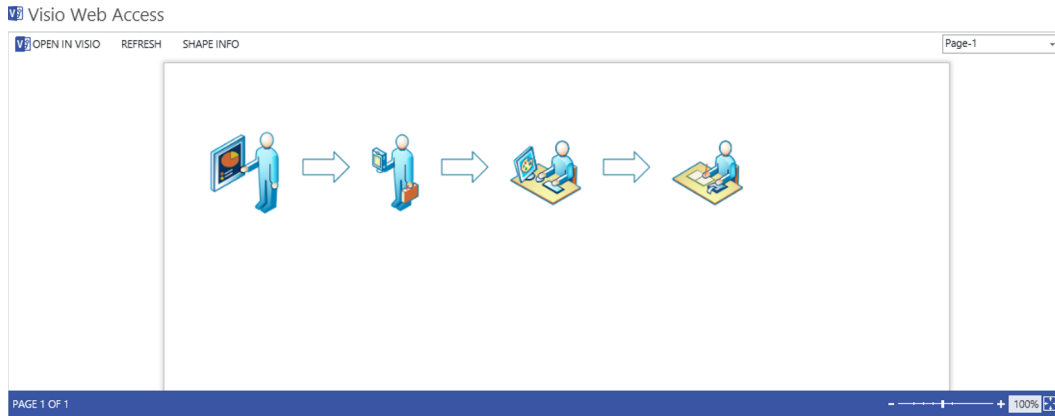 Visio Web Access
OPEN IN VISIO REFRESH SHAPE INFO Page-1
PAGE 1 OF 1 100%